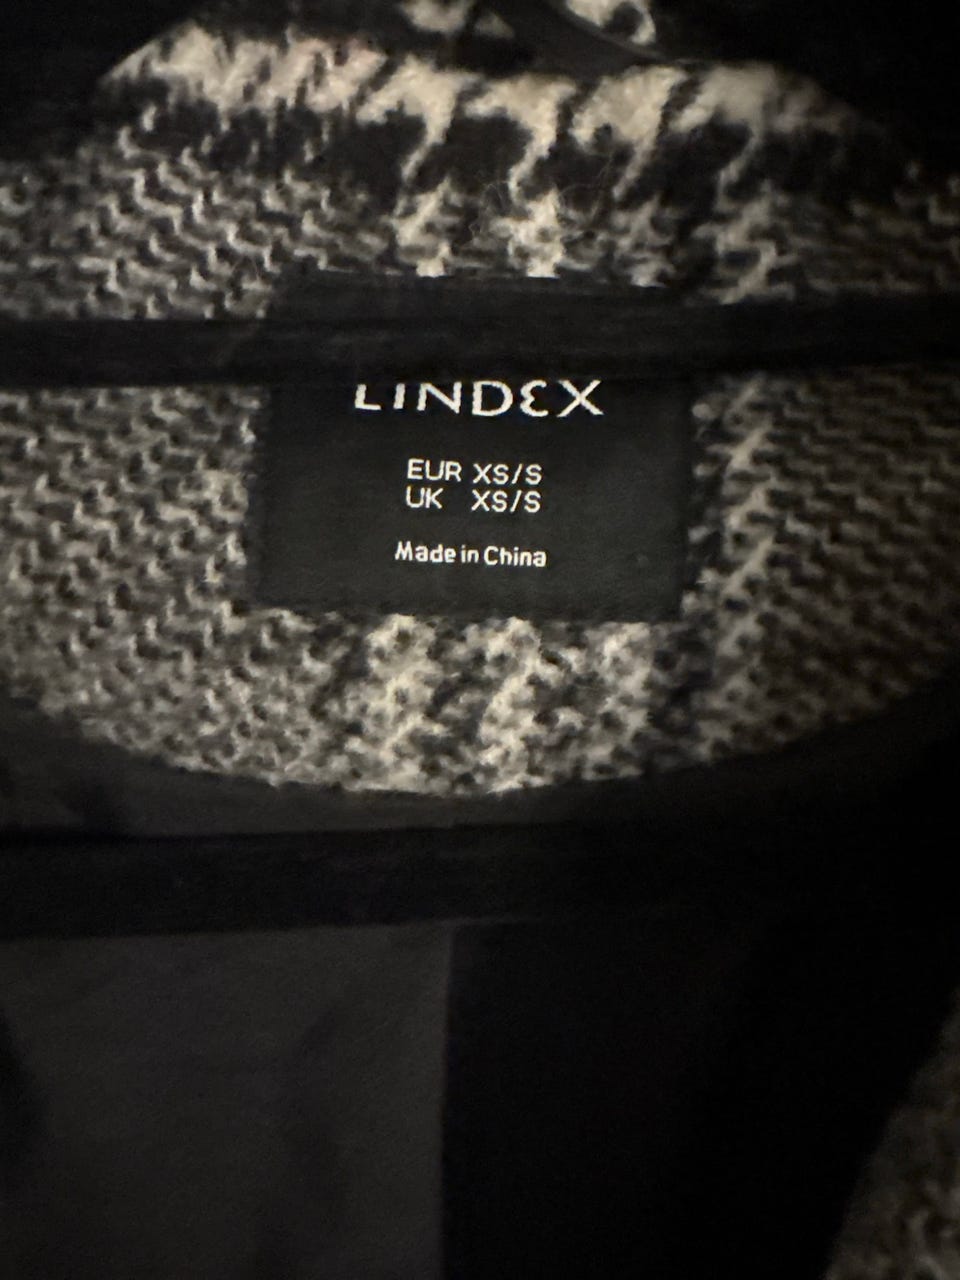 LINDEX
EUR XS/S
UK XS/S
Made in China